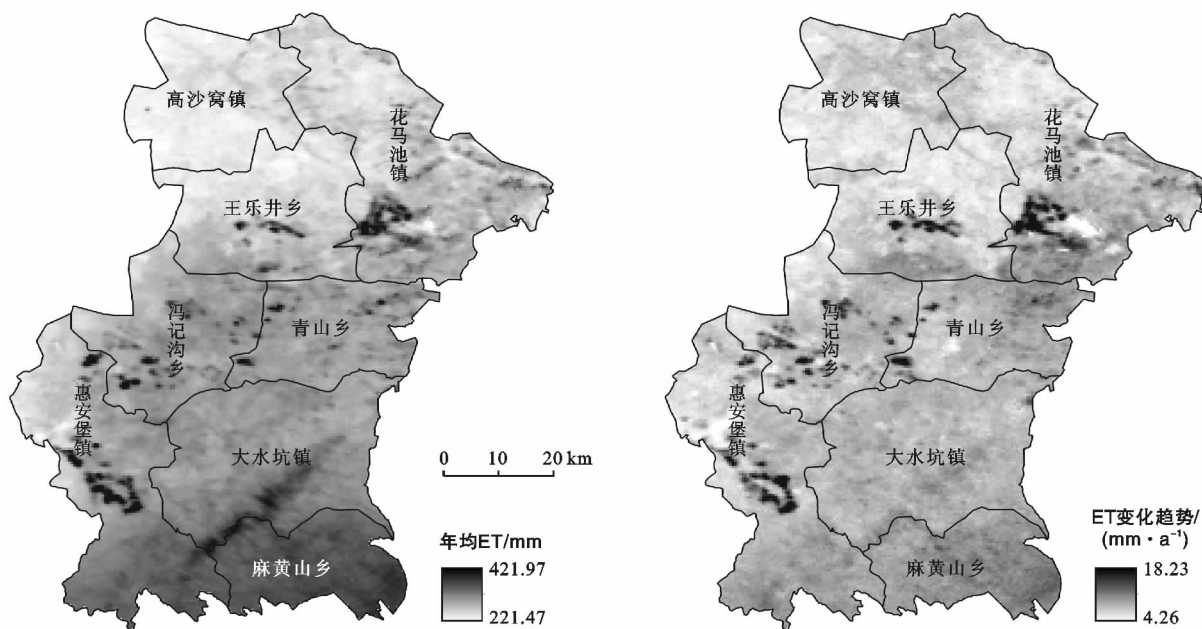 高沙窝镇
花马池镇
王乐井乡
冯记沟乡
青山乡
惠安堡镇
大水坑镇
麻黄山乡
0 10 20 km
年均ET/mm
421.97
221.47
高沙窝镇
花马池镇
王乐井乡
冯记沟乡
青山乡
惠安堡镇
大水坑镇
麻黄山乡
ET变化趋势/
(mm·a⁻¹)
18.23
4.26